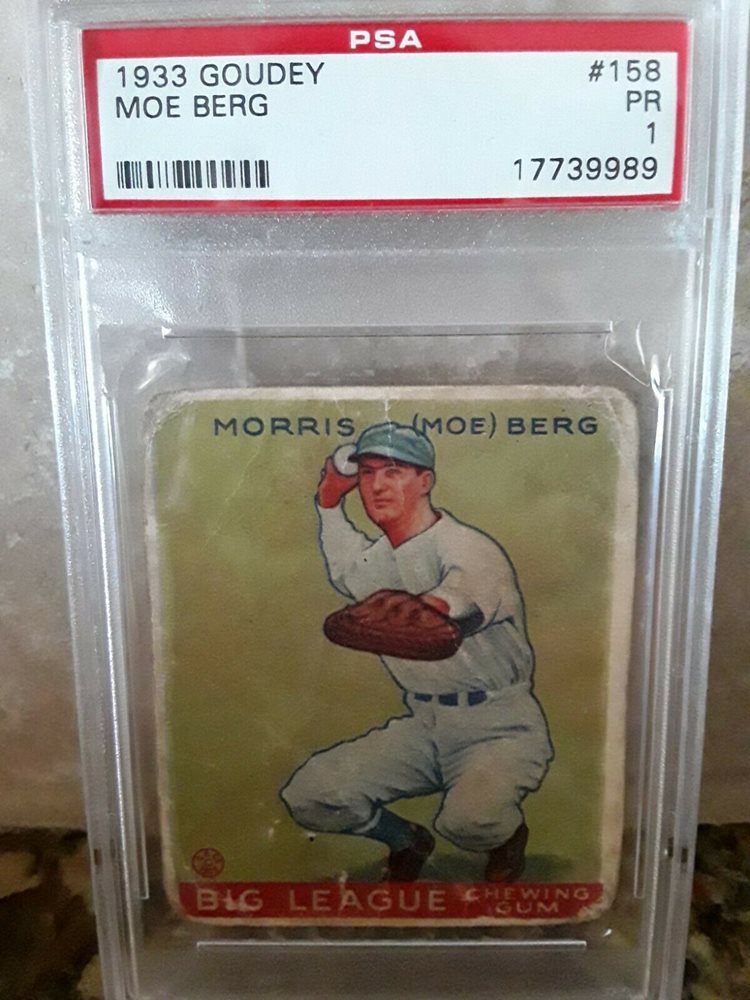 PSA
1933 GOUDEY #158
MOE BERG PR
1
17739989
MORRIS (MOE) BERG
BIG LEAGUE CHEWING GUM